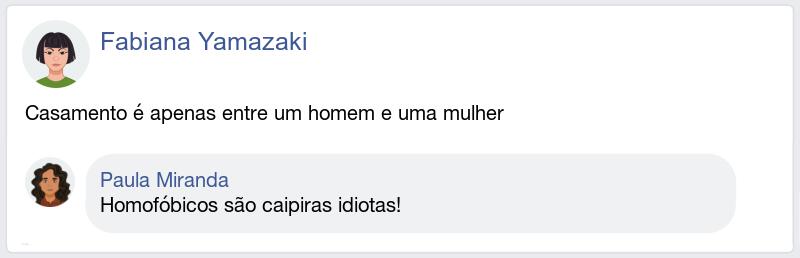 Fabiana Yamazaki
Casamento é apenas entre um homem e uma mulher
Paula Miranda
Homofóbicos são caipiras idiotas!